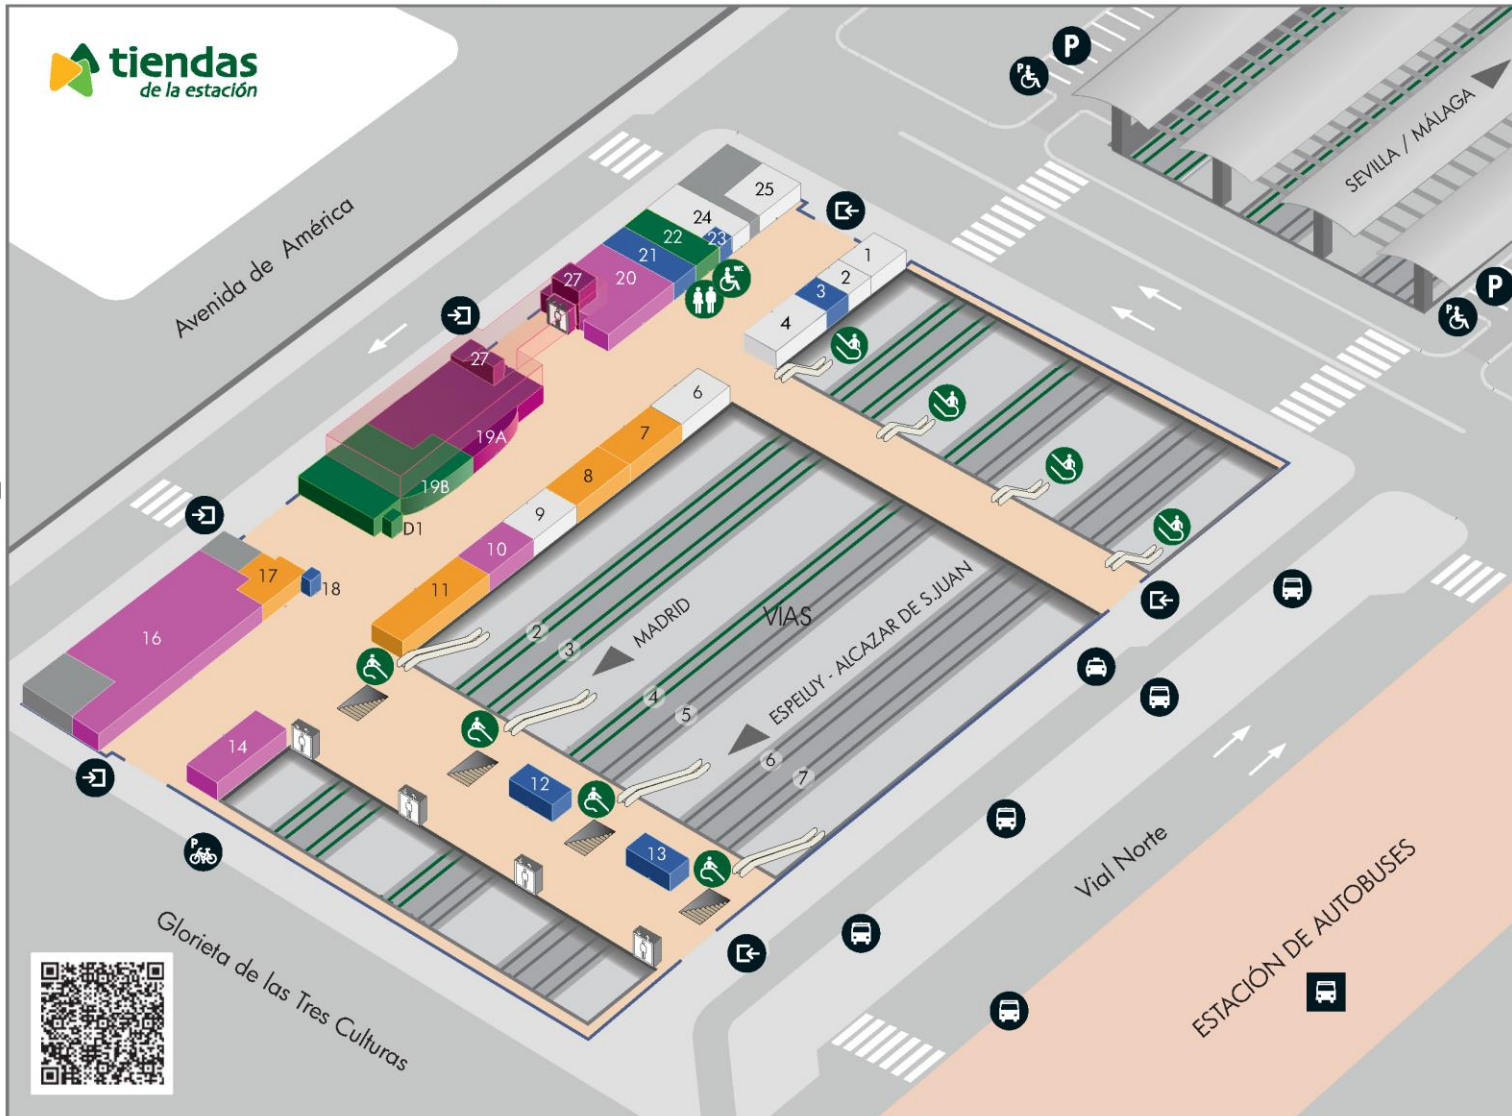 tiendas
de la estación
P
P
SEVILLA / MÁLAGA
Avenida de América
25
24
23
WC
22
21
20
27
1
2
3
4
P
P
27
19A
19B
D1
6
7
8
9
10
11
17
18
16
14
2
3
MADRID
VIAS
4
5
ESPELUY - ALCAZAR DE S.JUAN
6
7
12
13
P
Vial Norte
Glorieta de las Tres Culturas
ESTACIÓN DE AUTOBUSES